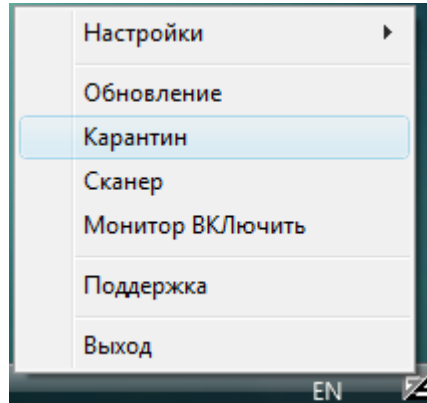 Настройки
Обновление
Карантин
Сканер
Монитор ВКЛючить
Поддержка
Выход
EN